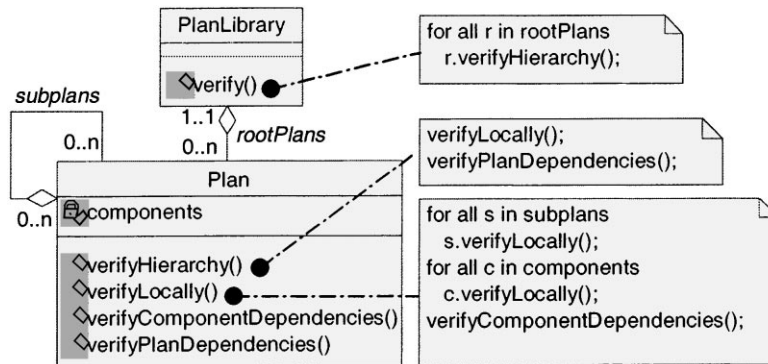 PlanLibrary
verify()
for all r in rootPlans
r.verifyHierarchy();
subplans
0..n
1..1
0..n
rootPlans
0..n
Plan
components
verifyHierarchy()
verifyLocally()
verifyComponentDependencies()
verifyPlanDependencies()
verifyLocally();
verifyPlanDependencies();
for all s in subplans
s.verifyLocally();
for all c in components
c.verifyLocally();
verifyComponentDependencies();